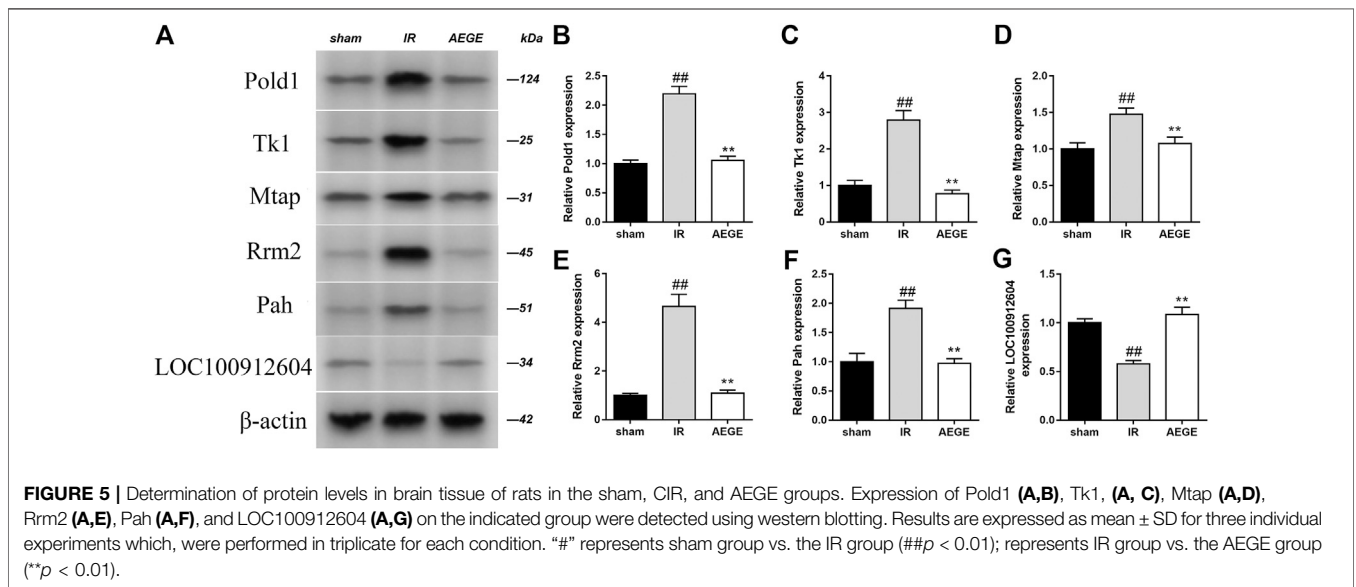 A
sham IR AEGE kDa
Pold1 —124
Tk1 —25
Mtap —31
Rrm2 —45
Pah —51
LOC100912604 —34
β-actin —42
B
Relative Pold1 expression
2.5
2.0
1.5
1.0
0.5
0.0
##
**
sham IR AEGE
C
Relative Tk1 expression
4
3
2
1
0
##
**
sham IR AEGE
D
Relative Mtap expression
2.0
1.5
1.0
0.5
0.0
##
**
sham IR AEGE
E
Relative Rrm2 expression
6
4
2
0
##
**
sham IR AEGE
F
Relative Pah expression
2.0
1.5
1.0
0.5
0.0
##
**
sham IR AEGE
G
Relative LOC100912604
expression
1.5
1.0
0.5
0.0
##
**
sham IR AEGE
FIGURE 5 | Determination of protein levels in brain tissue of rats in the sham, CIR, and AEGE groups. Expression of Pold1 (A,B), Tk1, (A, C), Mtap (A,D),
Rrm2 (A,E), Pah (A,F), and LOC100912604 (A,G) on the indicated group were detected using western blotting. Results are expressed as mean ± SD for three individual
experiments which, were performed in triplicate for each condition. “#” represents sham group vs. the IR group (##p < 0.01); represents IR group vs. the AEGE group
(**p < 0.01).